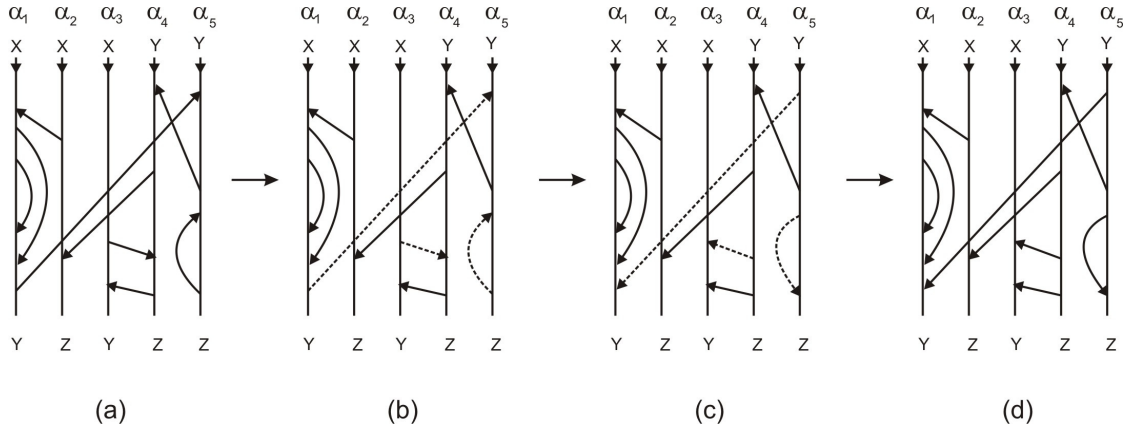 α1 α2 α3 α4 α5 α1 α2 α3 α4 α5 α1 α2 α3 α4 α5 α1 α2 α3 α4 α5
X X X Y Y X X X Y Y X X X Y Y X X X Y Y
Y Z Y Z Z Y Z Y Z Z Y Z Y Z Z Y Z Y Z Z
(a) (b) (c) (d)